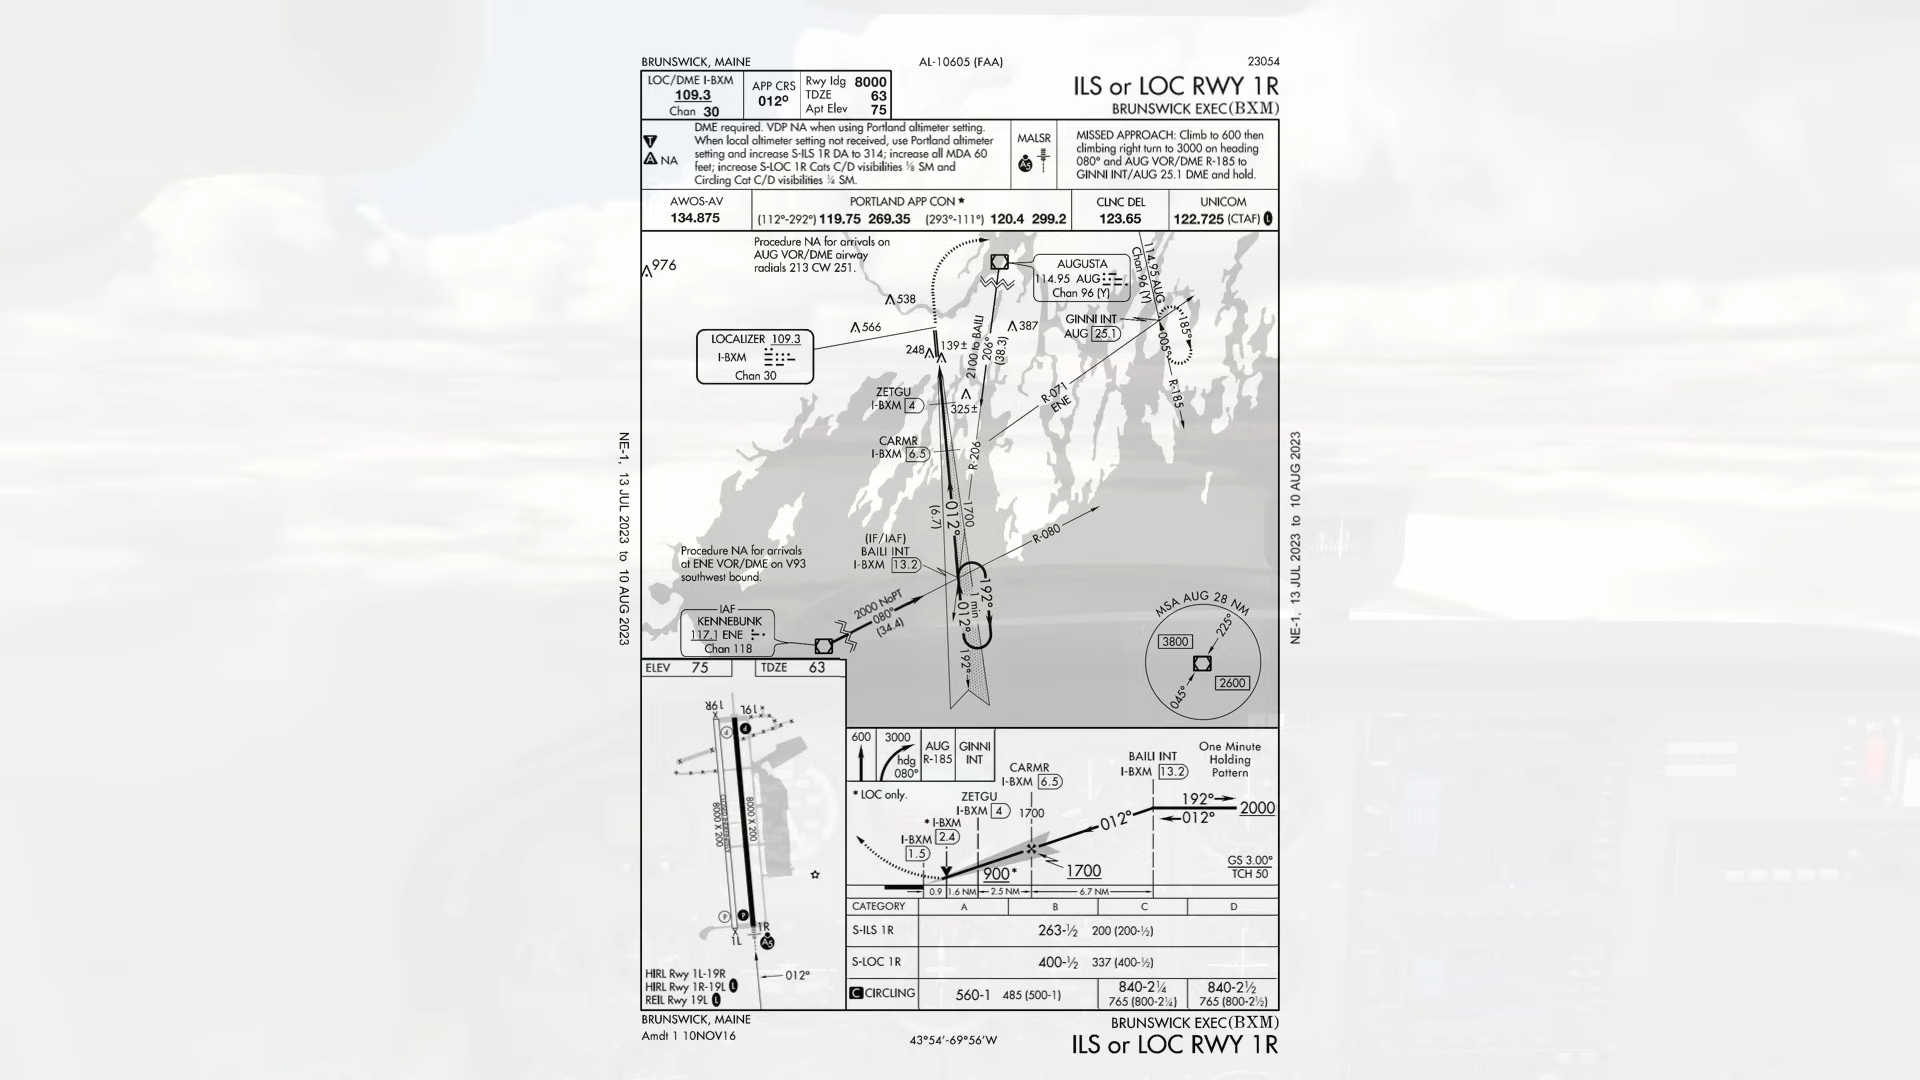 BRUNSWICK, MAINE
AL-10605 (FAA)
23054
LOC/DME I-BXM
109.3
Chan 30
APP CRS
012°
Rwy ldg 8000
TDZE 63
Apt Elev 75
ILS or LOC RWY 1R
BRUNSWICK EXEC(BXM)
T
A NA
DME required. VDP NA when using Portland altimeter setting.
When local altimeter setting not received, use Portland altimeter
setting and increase S-ILS 1R DA to 314; increase all MDA 60
feet; increase S-LOC 1R Cats C/D visibilities ⅛ SM and
Circling Cat C/D visibilities ¼ SM.
MALSR
A5
MISSED APPROACH: Climb to 600 then
climbing right turn to 3000 on heading
080° and AUG VOR/DME R-185 to
GINNI INT/AUG 25.1 DME and hold.
AWOS-AV
134.875
PORTLAND APP CON ★
(112°-292°) 119.75 269.35 (293°-111°) 120.4 299.2
CLNC DEL
123.65
UNICOM
122.725 (CTAF) L
Procedure NA for arrivals on
AUG VOR/DME airway
radials 213 CW 251.
976
538
566
387
248
139±
325±
AUGUSTA
114.95 AUG
Chan 96 (Y)
114.95 AUG
Chan 96 (Y)
GINNI INT
AUG 25.1
185°
005°
R-185
LOCALIZER 109.3
I-BXM
Chan 30
2100 to BAILI
206°
(38.3)
R-206
R-071
ENE
ZETGU
I-BXM 4
CARMR
I-BXM 6.5
1700
012°
(6.7)
R-080
(IF/IAF)
BAILI INT
I-BXM 13.2
192°
1 min
012°
192°
Procedure NA for arrivals
at ENE VOR/DME on V93
southwest bound.
IAF
KENNEBUNK
117.1 ENE
Chan 118
2000 NoPT
080°
(34.4)
MSA AUG 28 NM
225°
3800
2600
045°
NE-1, 13 JUL 2023 to 10 AUG 2023
NE-1, 13 JUL 2023 to 10 AUG 2023
ELEV 75
TDZE 63
19R
19L
P
P
8000 X 200
8000 X 200
P
P
1L
1R
A5
012°
HIRL Rwy 1L-19R
HIRL Rwy 1R-19L L
REIL Rwy 19L L
600
3000
hdg
080°
AUG
R-185
GINNI
INT
* LOC only.
CARMR
I-BXM 6.5
BAILI INT
I-BXM 13.2
One Minute
Holding
Pattern
ZETGU
I-BXM 4
1700
* I-BXM
2.4
I-BXM
1.5
192°
2000
012°
012°
900*
1700
GS 3.00°
TCH 50
0.9 1.6 NM 2.5 NM 6.7 NM
CATEGORY A B C D
S-ILS 1R 263-½ 200 (200-½)
S-LOC 1R 400-½ 337 (400-½)
C CIRCLING 560-1 485 (500-1)
840-2¼
765 (800-2¼)
840-2½
765 (800-2½)
BRUNSWICK, MAINE
Amdt 1 10NOV16
43°54'-69°56'W
BRUNSWICK EXEC(BXM)
ILS or LOC RWY 1R